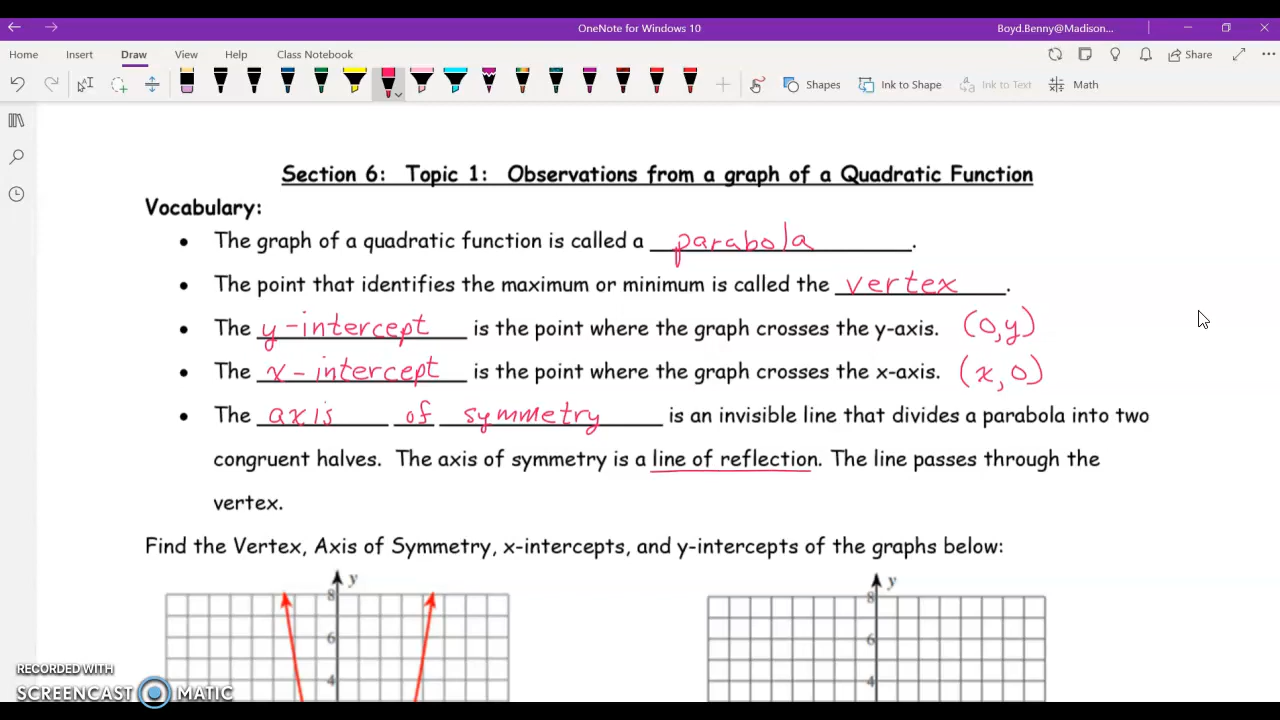 OneNote for Windows 10
Boyd.Benny@Madison...
Home Insert Draw View Help Class Notebook Share
Shapes Ink to Shape Ink to Text Math
Section 6: Topic 1: Observations from a graph of a Quadratic Function
Vocabulary:
• The graph of a quadratic function is called a parabola.
• The point that identifies the maximum or minimum is called the vertex.
• The y-intercept is the point where the graph crosses the y-axis. (0,y)
• The x-intercept is the point where the graph crosses the x-axis. (x,0)
• The axis of symmetry is an invisible line that divides a parabola into two
congruent halves. The axis of symmetry is a line of reflection. The line passes through the
vertex.
Find the Vertex, Axis of Symmetry, x-intercepts, and y-intercepts of the graphs below:
y y
8 8
6 6
4 4
RECORDED WITH
SCREENCAST MATIC